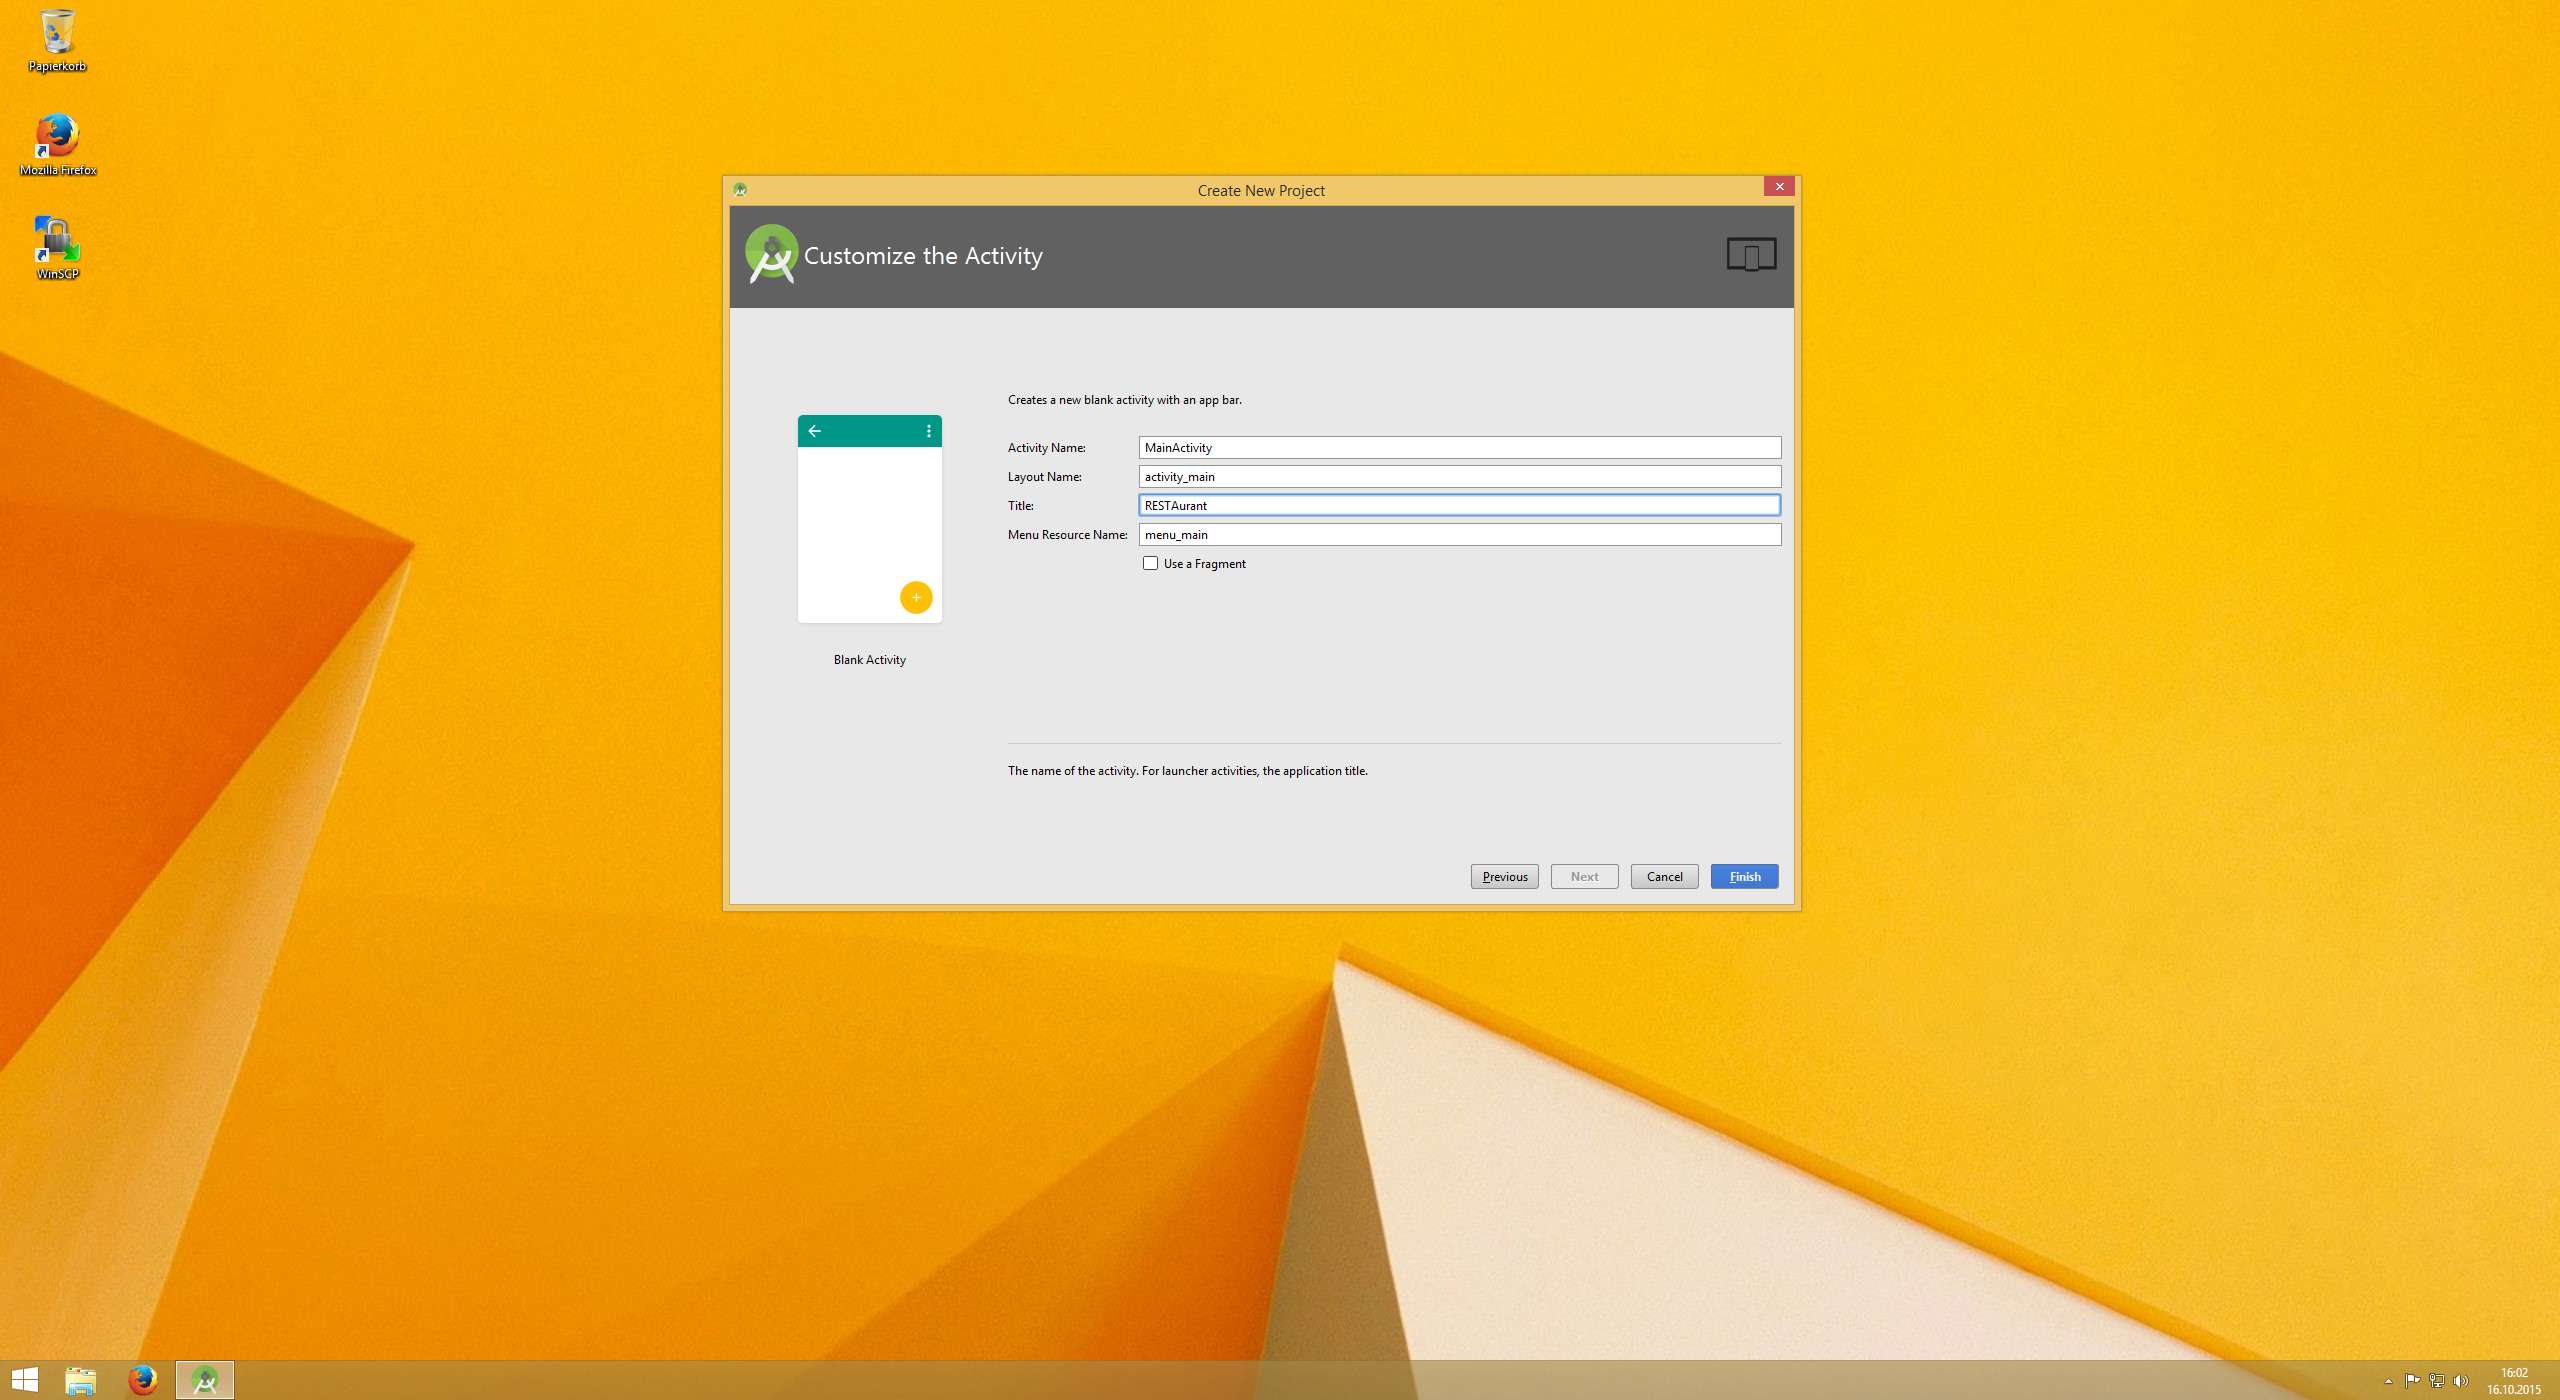 Papierkorb
Mozilla Firefox
WinSCP
Create New Project
Customize the Activity
Creates a new blank activity with an app bar.
Activity Name: MainActivity
Layout Name: activity_main
Title: RESTAurant
Menu Resource Name: menu_main
Use a Fragment
Blank Activity
The name of the activity. For launcher activities, the application title.
Previous Next Cancel Finish
16:02
16.10.2015